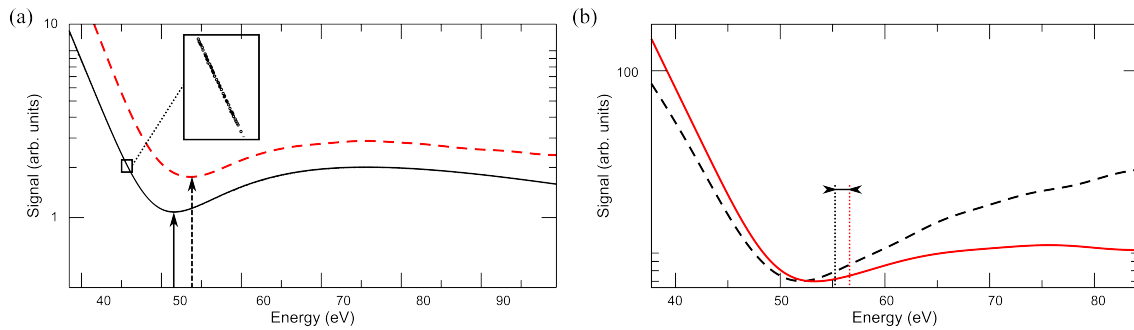 (a)
10
1
Signal (arb. units)
40 50 60 70 80 90
Energy (eV)
(b)
100
Signal (arb. units)
40 50 60 70 80
Energy (eV)